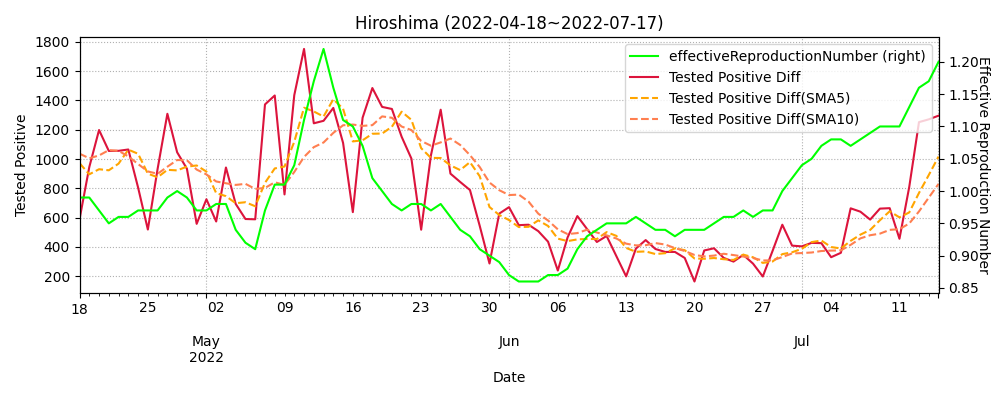 Hiroshima (2022-04-18~2022-07-17)
effectiveReproductionNumber (right)
Tested Positive Diff
Tested Positive Diff(SMA5)
Tested Positive Diff(SMA10)
Tested Positive
1800
1600
1400
1200
1000
800
600
400
200
Effective Reproduction Number
1.20
1.15
1.10
1.05
1.00
0.95
0.90
0.85
18 25 02 09 16 23 30 06 13 20 27 04 11
May Jun Jul
2022
Date